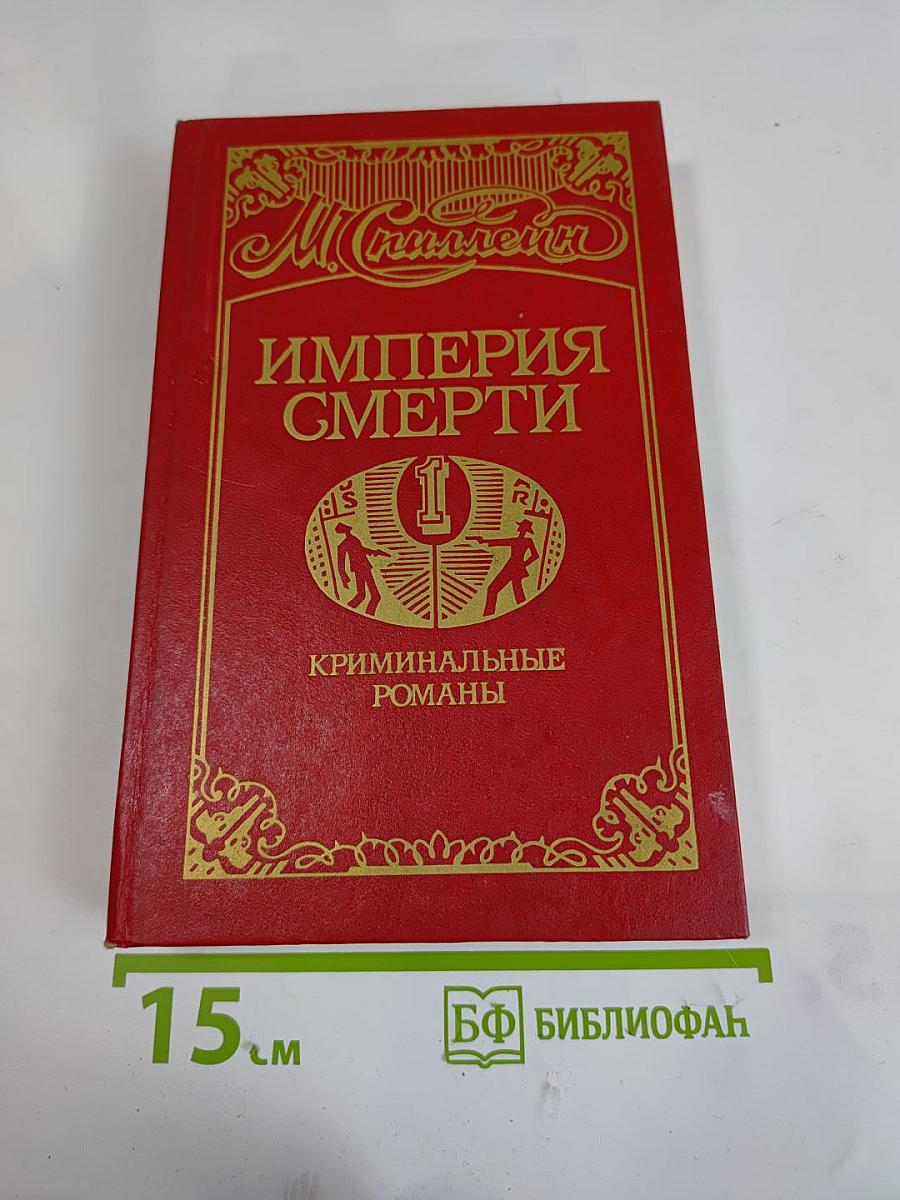 М. Спиллейн
ИМПЕРИЯ
СМЕРТИ
1
Š
R
КРИМИНАЛЬНЫЕ
РОМАНЫ
15 см
БФ БИБЛИОФАН